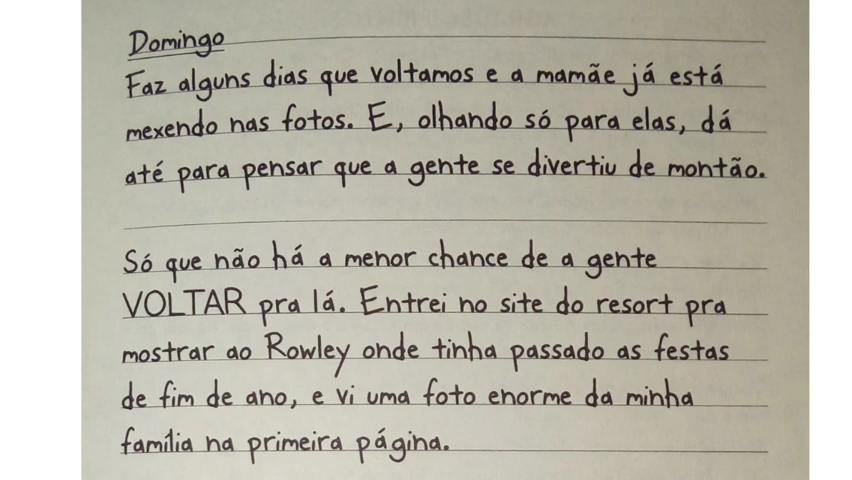 Domingo
Faz alguns dias que voltamos e a mamãe já está
mexendo nas fotos. E, olhando só para elas, dá
até para pensar que a gente se divertiu de montão.
Só que não há a menor chance de a gente
VOLTAR pra lá. Entrei no site do resort pra
mostrar ao Rowley onde tinha passado as festas
de fim de ano, e vi uma foto enorme da minha
família na primeira página.